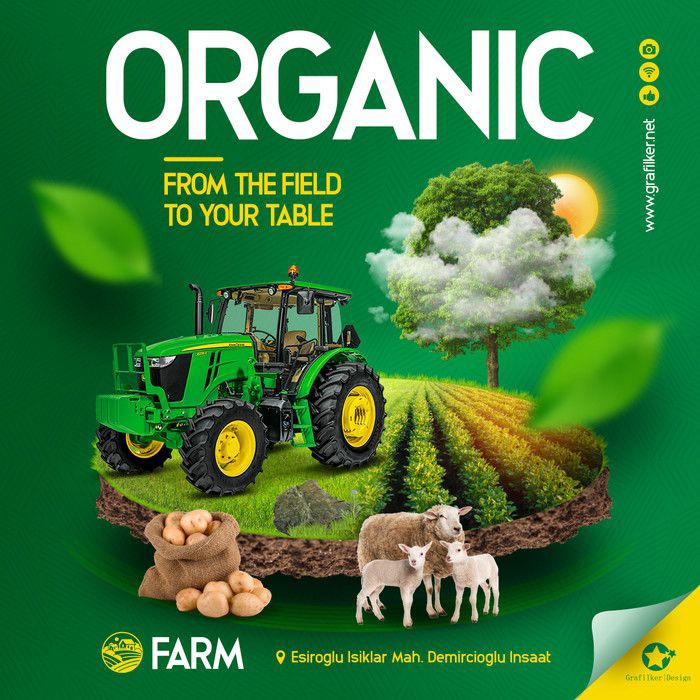 ORGANIC
FROM THE FIELD
TO YOUR TABLE
www.grafilker.net
FARM
Esiroglu Isiklar Mah. Demircioglu Insaat
Grafilker|Design